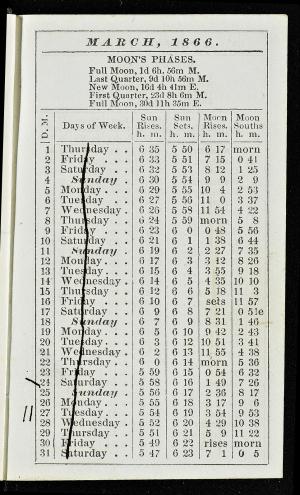 MARCH, 1866.
MOON'S PHASES.
Full Moon, 1d 6h. 56m M.
Last Quarter, 9d 10h 56m M.
New Moon, 16d 4h 41m E.
First Quarter, 23d 8h 6m M.
Full Moon, 30d 11h 35m E.
D. M. Days of Week. Sun Rises. h. m. Sun Sets. h. m. Moon Rises. h. m. Moon Souths h. m.
1 Thursday . . 6 35 5 50 6 17 morn
2 Friday . . . 6 33 5 51 7 15 0 41
3 Saturday . . 6 32 5 53 8 12 1 25
4 Sunday . . 6 30 5 54 9 9 2 9
5 Monday . . . 6 29 5 55 10 4 2 53
6 Tuesday . . 6 27 5 56 11 0 3 37
7 Wednesday 6 26 5 58 11 54 4 22
8 Thursday . . 6 24 5 59 morn 5 8
9 Friday . . . 6 23 6 0 0 48 5 56
10 Saturday . . 6 21 6 1 1 38 6 44
11 Sunday . . 6 19 6 2 2 27 7 35
12 Monday . . . 6 17 6 3 3 12 8 26
13 Tuesday . . 6 15 6 4 3 55 9 18
14 Wednesday 6 14 6 5 4 35 10 10
15 Thursday . . 6 12 6 6 5 18 11 3
16 Friday . . . 6 10 6 7 sets 11 57
17 Saturday . . 6 9 6 8 7 21 0 51e
18 Sunday . . 6 7 6 9 8 31 1 46
19 Monday . . . 6 5 6 10 9 42 2 43
20 Tuesday . . 6 3 6 12 10 51 3 41
21 Wednesday 6 2 6 13 11 55 4 38
22 Thursday . . 6 0 6 14 morn 5 36
23 Friday . . . 5 59 6 15 0 54 6 32
24 Saturday . . 5 58 6 16 1 49 7 26
25 Sunday . . 5 56 6 17 2 36 8 17
26 Monday . . . 5 55 6 18 3 17 9 6
27 Tuesday . . 5 54 6 19 3 54 9 53
28 Wednesday 5 52 6 20 4 29 10 38
29 Thursday . . 5 51 6 21 5 9 11 22
30 Friday . . . 5 49 6 22 rises morn
31 Saturday . . 5 47 6 23 7 1 0 5